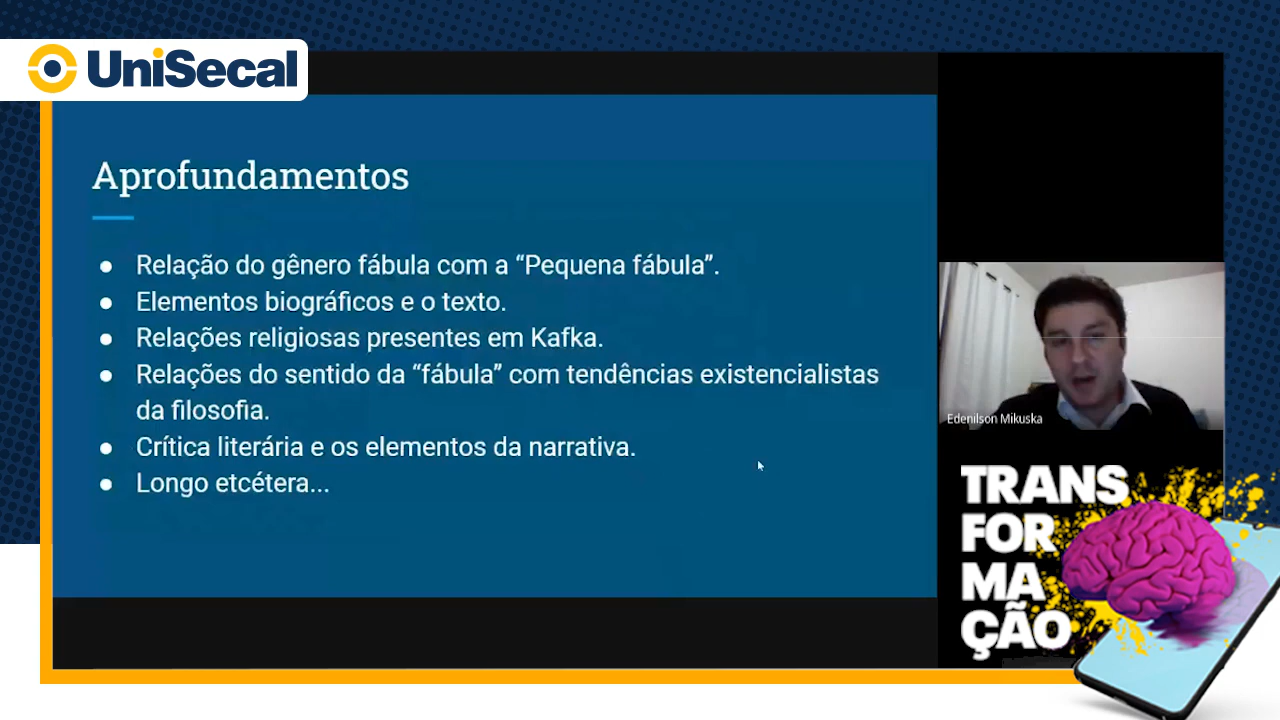 UniSecal
Aprofundamentos
● Relação do gênero fábula com a “Pequena fábula”.
● Elementos biográficos e o texto.
● Relações religiosas presentes em Kafka.
● Relações do sentido da “fábula” com tendências existencialistas
da filosofia.
● Crítica literária e os elementos da narrativa.
● Longo etcétera...
Edenilson Mikuska
TRANS
FOR
MA
ÇÃO